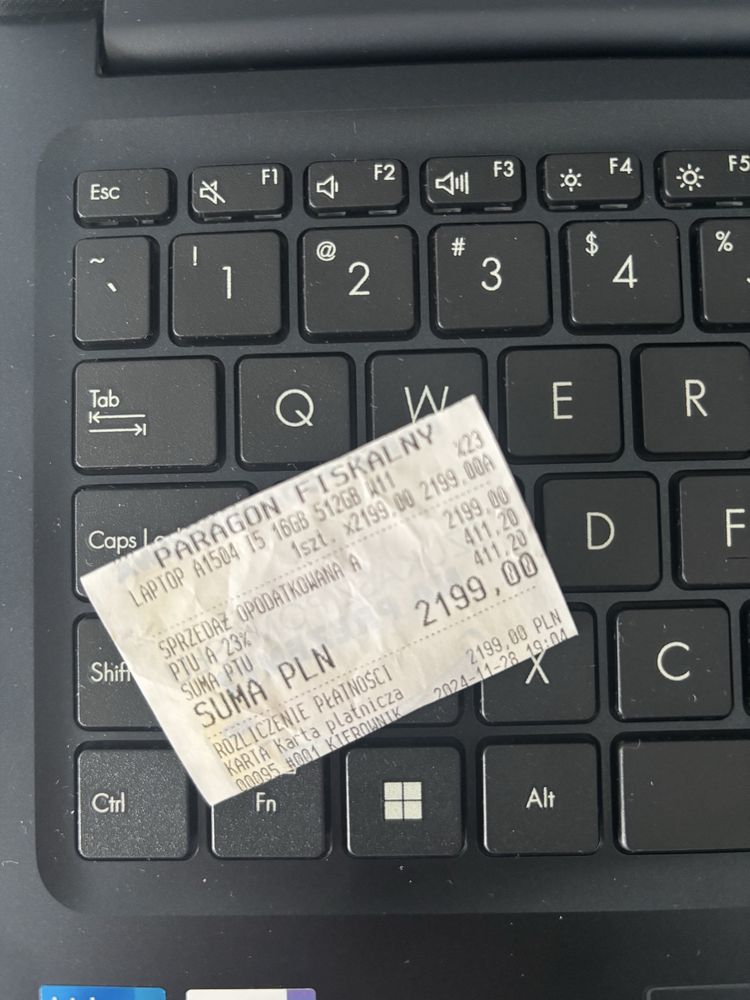 Esc F1 F2 F3 F4 F5
~ ! @ # $ %
` 1 2 3 4
Tab Q W E R
Caps Lo D F
Shift X C
Ctrl Fn Alt
PARAGON FISKALNY
LAPTOP A1504 I5 16GB 512GB W11 x23
1szt. x2199.00 2199.00A
SPRZEDAŻ OPODATKOWANA A 2199.00
PTU A 23% 411,20
SUMA PTU 411,20
SUMA PLN 2199,00
ROZLICZENIE PŁATNOŚCI
KARTA Karta płatnicza 2199,00 PLN
00095 #001 KIEROWNIK 2024-11-28 19:04